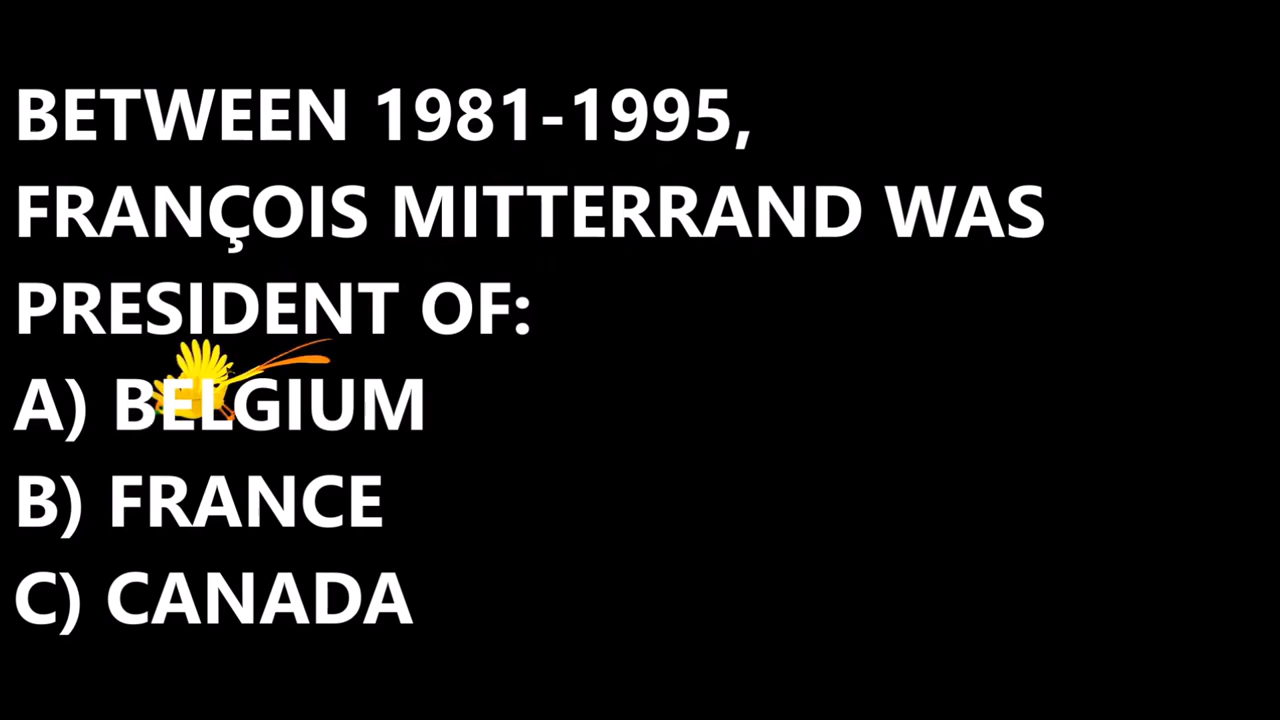 BETWEEN 1981-1995,
FRANÇOIS MITTERRAND WAS
PRESIDENT OF:
A) BELGIUM
B) FRANCE
C) CANADA